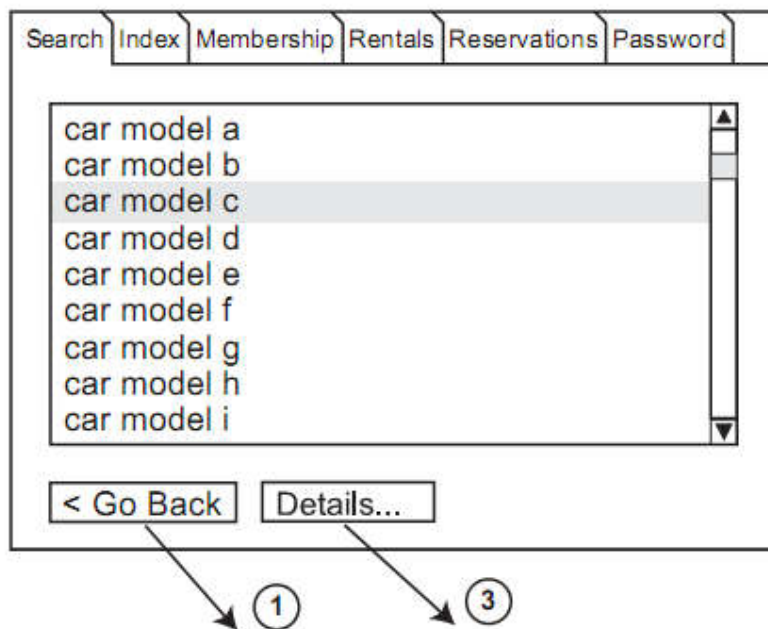 Search Index Membership Rentals Reservations Password
car model a
car model b
car model c
car model d
car model e
car model f
car model g
car model h
car model i
< Go Back Details...
1 3